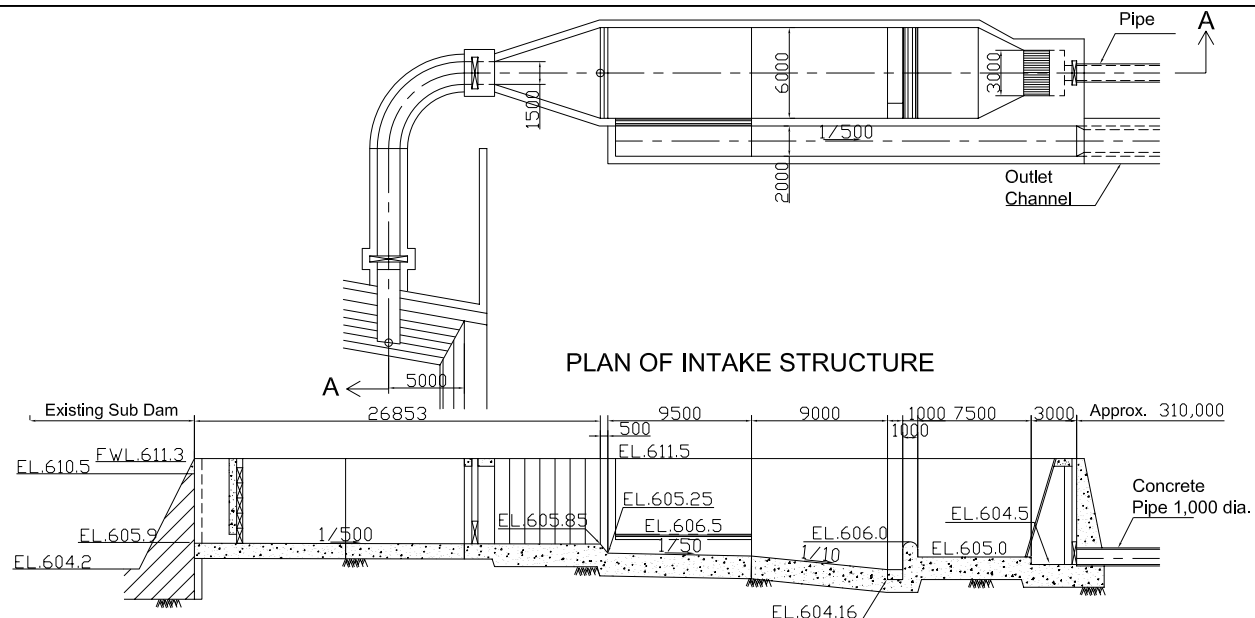 Pipe
A
6000
3000
1500
1/500
2000
Outlet
Channel
PLAN OF INTAKE STRUCTURE
A
5000
Existing Sub Dam
26853
9500
9000
1000
7500
3000
Approx. 310,000
500
1000
FWL.611.3
EL.611.5
EL.610.5
EL.605.25
Concrete
Pipe 1,000 dia.
EL.605.85
EL.606.5
EL.604.5
EL.605.9
1/500
1/50
EL.606.0
1/10
EL.605.0
EL.604.2
EL.604.16